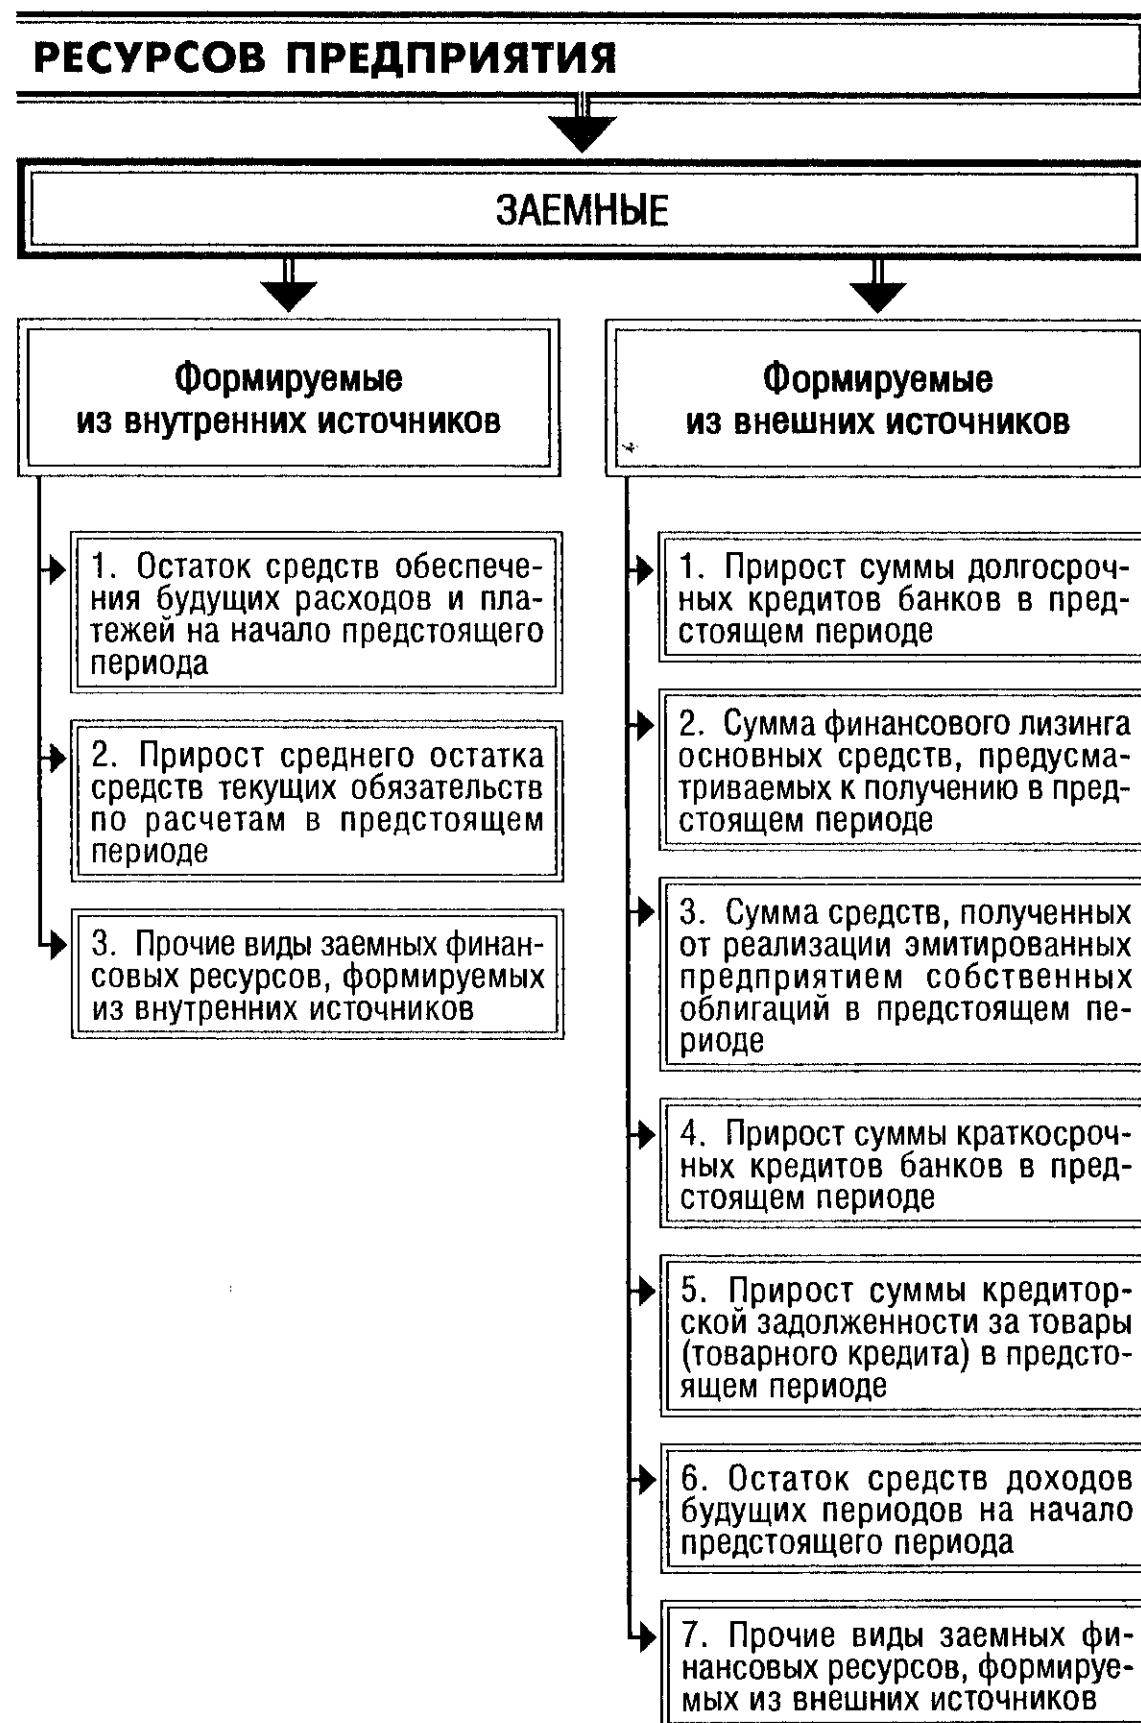 РЕСУРСОВ ПРЕДПРИЯТИЯ
ЗАЕМНЫЕ
Формируемые
из внутренних источников
1. Остаток средств обеспече-
ния будущих расходов и пла-
тежей на начало предстоящего
периода
2. Прирост среднего остатка
средств текущих обязательств
по расчетам в предстоящем
периоде
3. Прочие виды заемных финан-
совых ресурсов, формируемых
из внутренних источников
Формируемые
из внешних источников
1. Прирост суммы долгосроч-
ных кредитов банков в пред-
стоящем периоде
2. Сумма финансового лизинга
основных средств, предусма-
триваемых к получению в пред-
стоящем периоде
3. Сумма средств, полученных
от реализации эмитированных
предприятием собственных
облигаций в предстоящем пе-
риоде
4. Прирост суммы краткосроч-
ных кредитов банков в пред-
стоящем периоде
5. Прирост суммы кредитор-
ской задолженности за товары
(товарного кредита) в предсто-
ящем периоде
6. Остаток средств доходов
будущих периодов на начало
предстоящего периода
7. Прочие виды заемных фи-
нансовых ресурсов, формируе-
мых из внешних источников